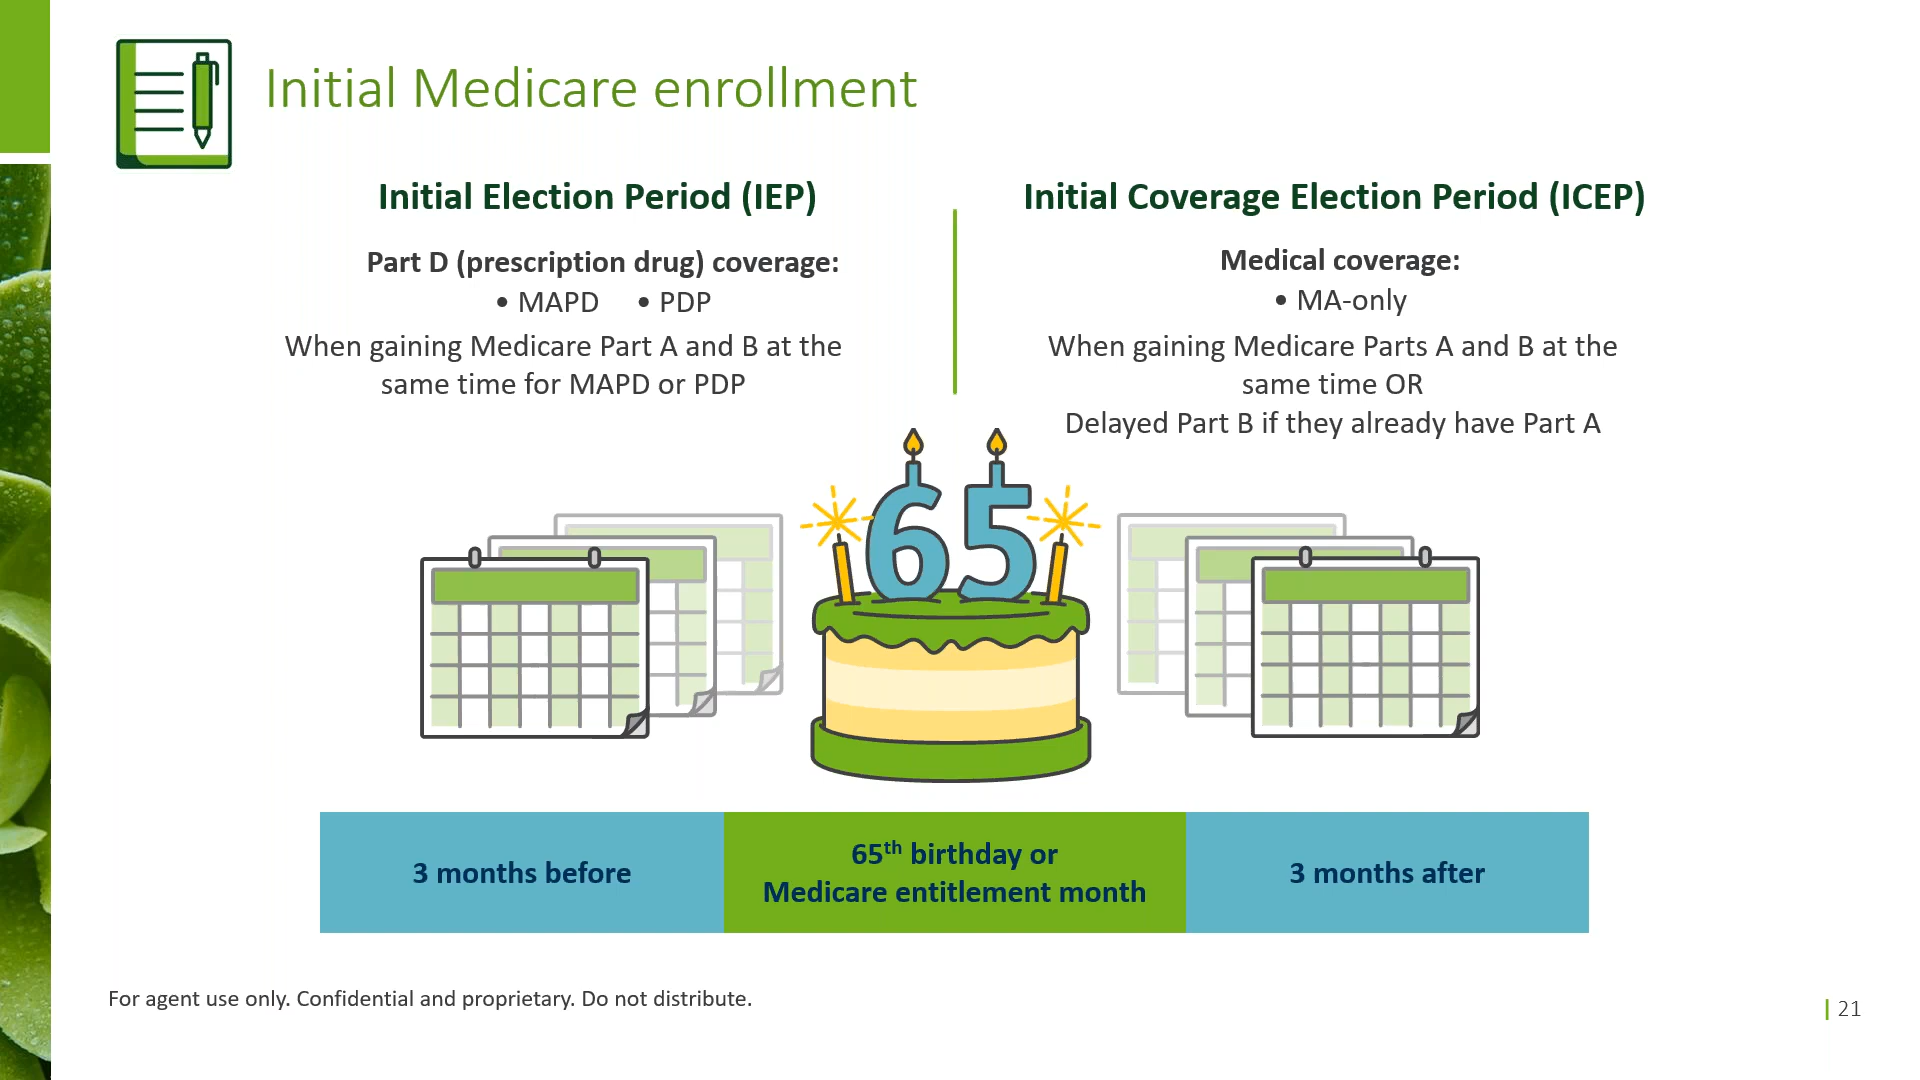 Initial Medicare enrollment
Initial Election Period (IEP)
Part D (prescription drug) coverage:
• MAPD • PDP
When gaining Medicare Part A and B at the
same time for MAPD or PDP
Initial Coverage Election Period (ICEP)
Medical coverage:
• MA-only
When gaining Medicare Parts A and B at the
same time OR
Delayed Part B if they already have Part A
65
3 months before
65th birthday or
Medicare entitlement month
3 months after
For agent use only. Confidential and proprietary. Do not distribute.
| 21